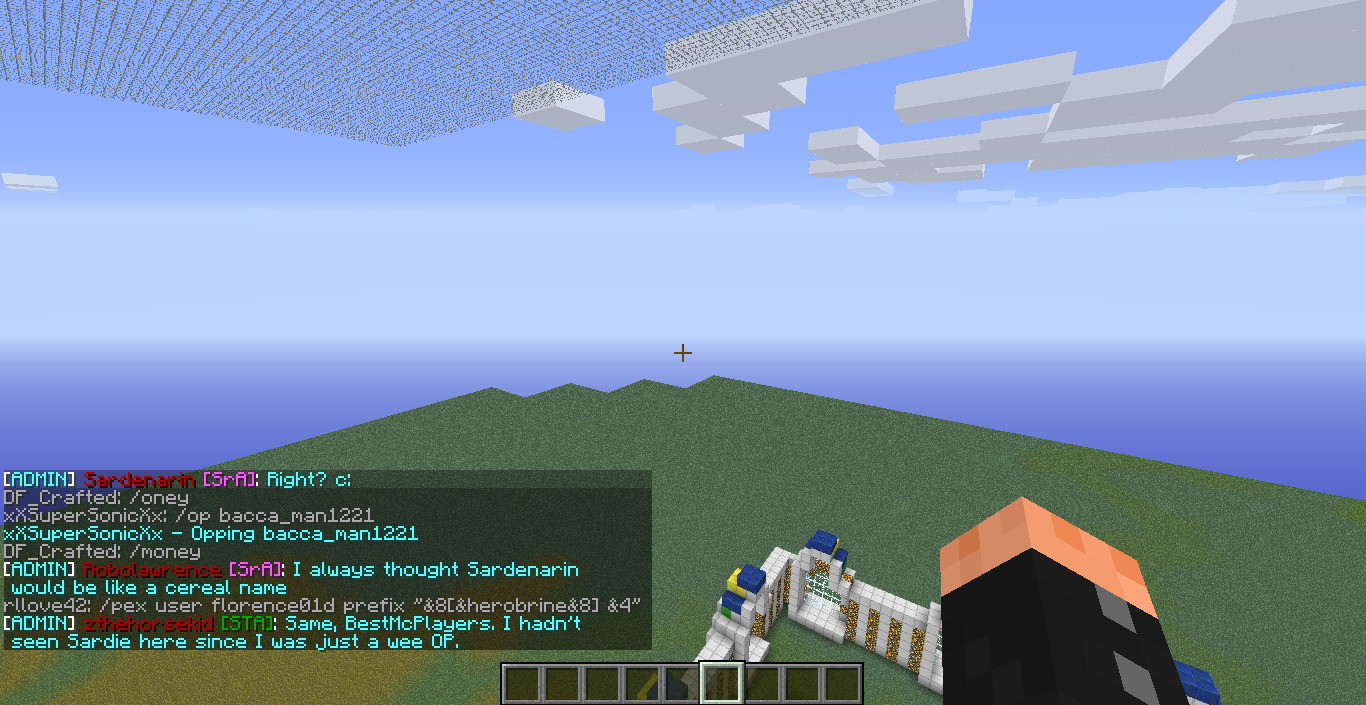 [ADMIN] Sardenarin [SrA]: Right? c:
DF_Crafted: /oney
xXSuperSonicXx: /op bacca_man1221
xXSuperSonicXx - Opping bacca_man1221
DF_Crafted: /money
[ADMIN] Robolawrence [SrA]: I always thought Sardenarin
would be like a cereal name
rllove42: /pex user florence01d prefix "&8[&herobrine&8] &4"
[ADMIN] zthehorsekid [STA]: Same, BestMcPlayers. I hadn't
seen Sardie here since I was just a wee OP.